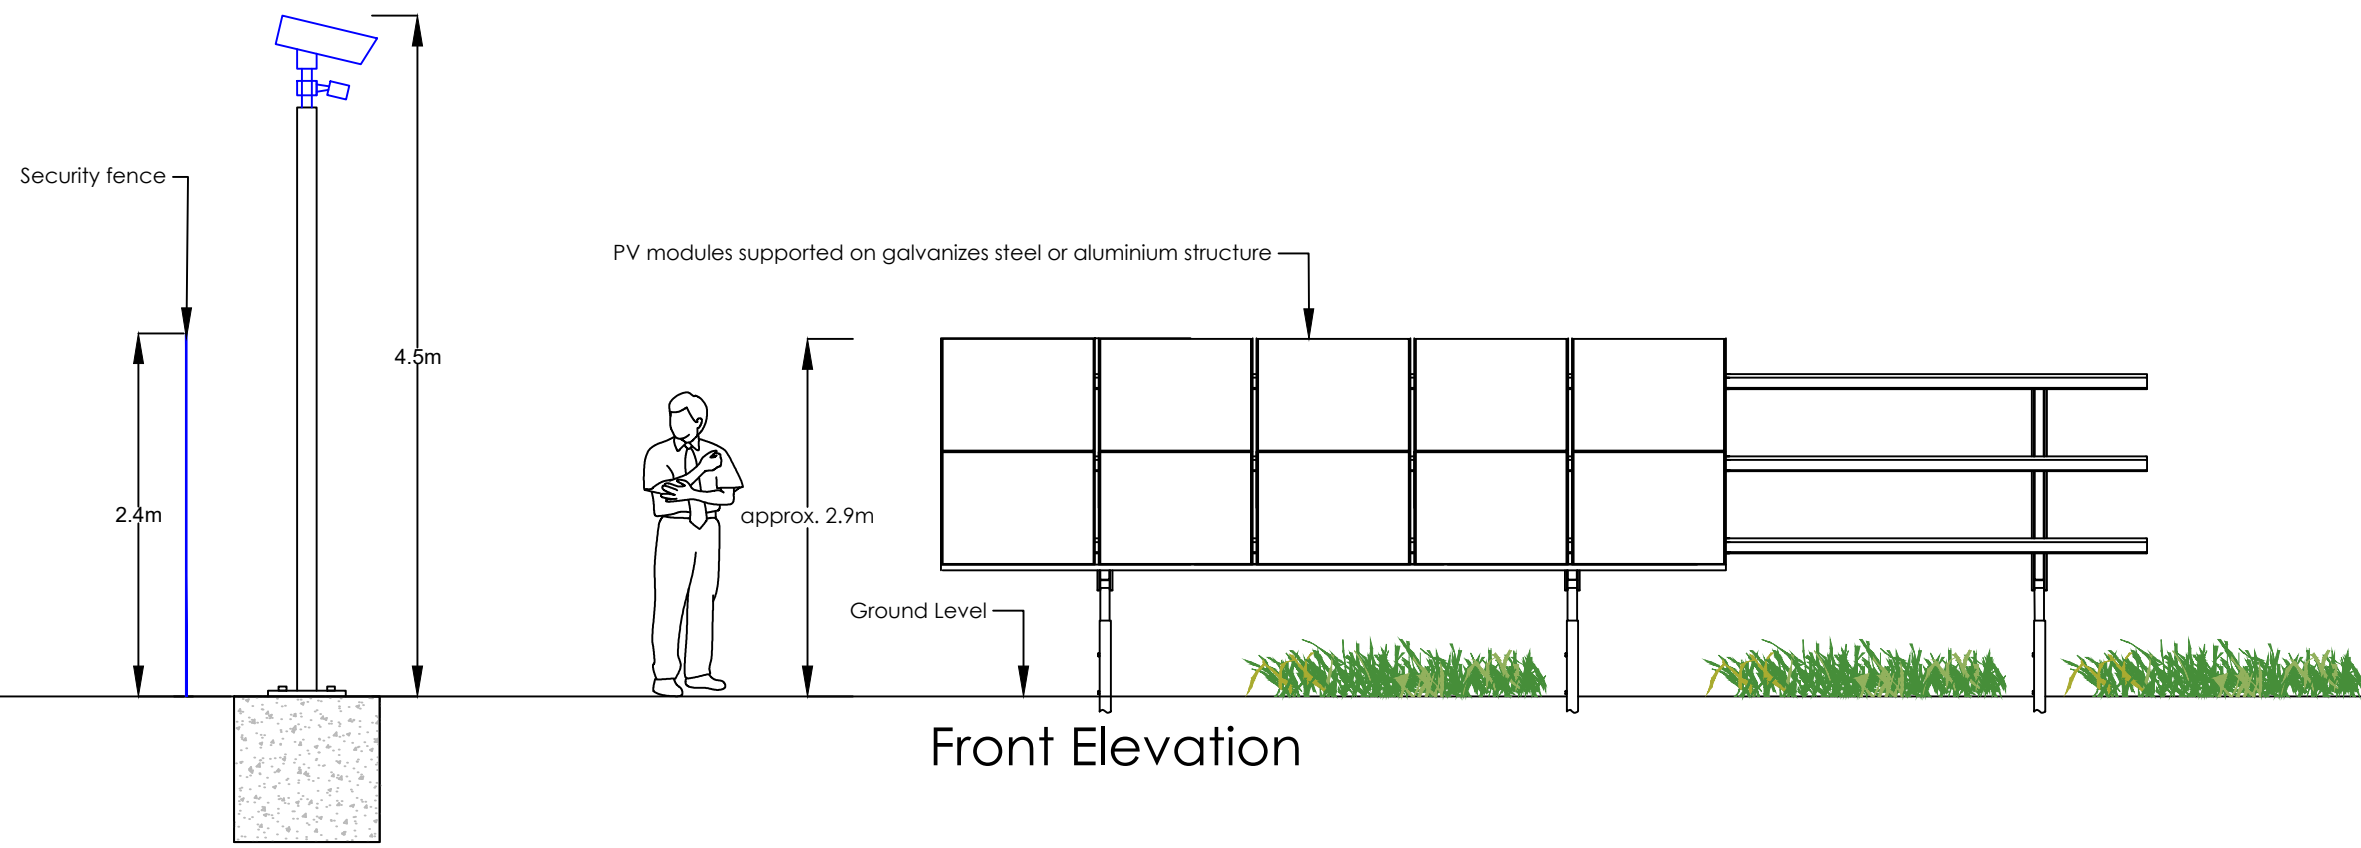 Security fence
4.5m
PV modules supported on galvanizes steel or aluminium structure
2.4m
approx. 2.9m
Ground Level
Front Elevation